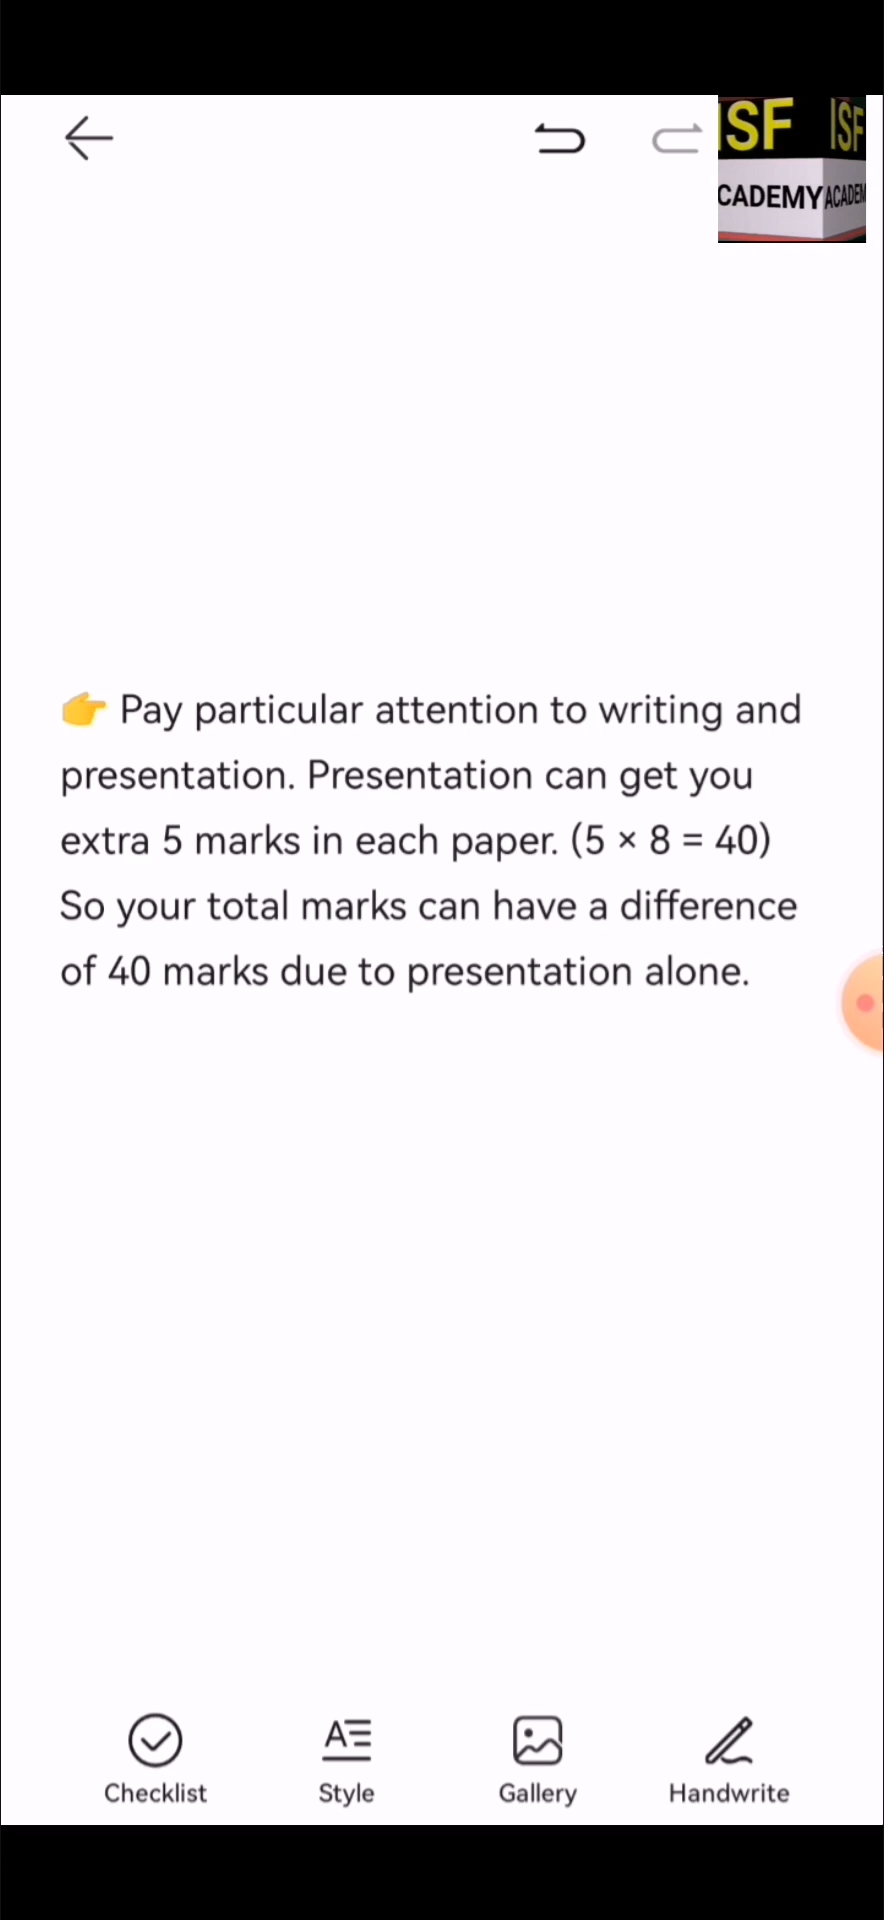 SF ISF
CADEMY ACADEM
👉 Pay particular attention to writing and
presentation. Presentation can get you
extra 5 marks in each paper. (5 × 8 = 40)
So your total marks can have a difference
of 40 marks due to presentation alone.
Checklist Style Gallery Handwrite